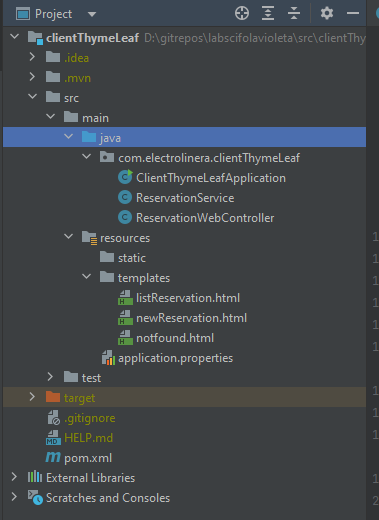 Project
clientThymeLeaf D:\gitrepos\labscifolavioleta\src\clientThy
.idea
.mvn
src
main
java
com.electrolinera.clientThymeLeaf
ClientThymeLeafApplication
ReservationService
ReservationWebController
resources
static
templates
listReservation.html
newReservation.html
notfound.html
application.properties
test
target
.gitignore
HELP.md
pom.xml
External Libraries
Scratches and Consoles